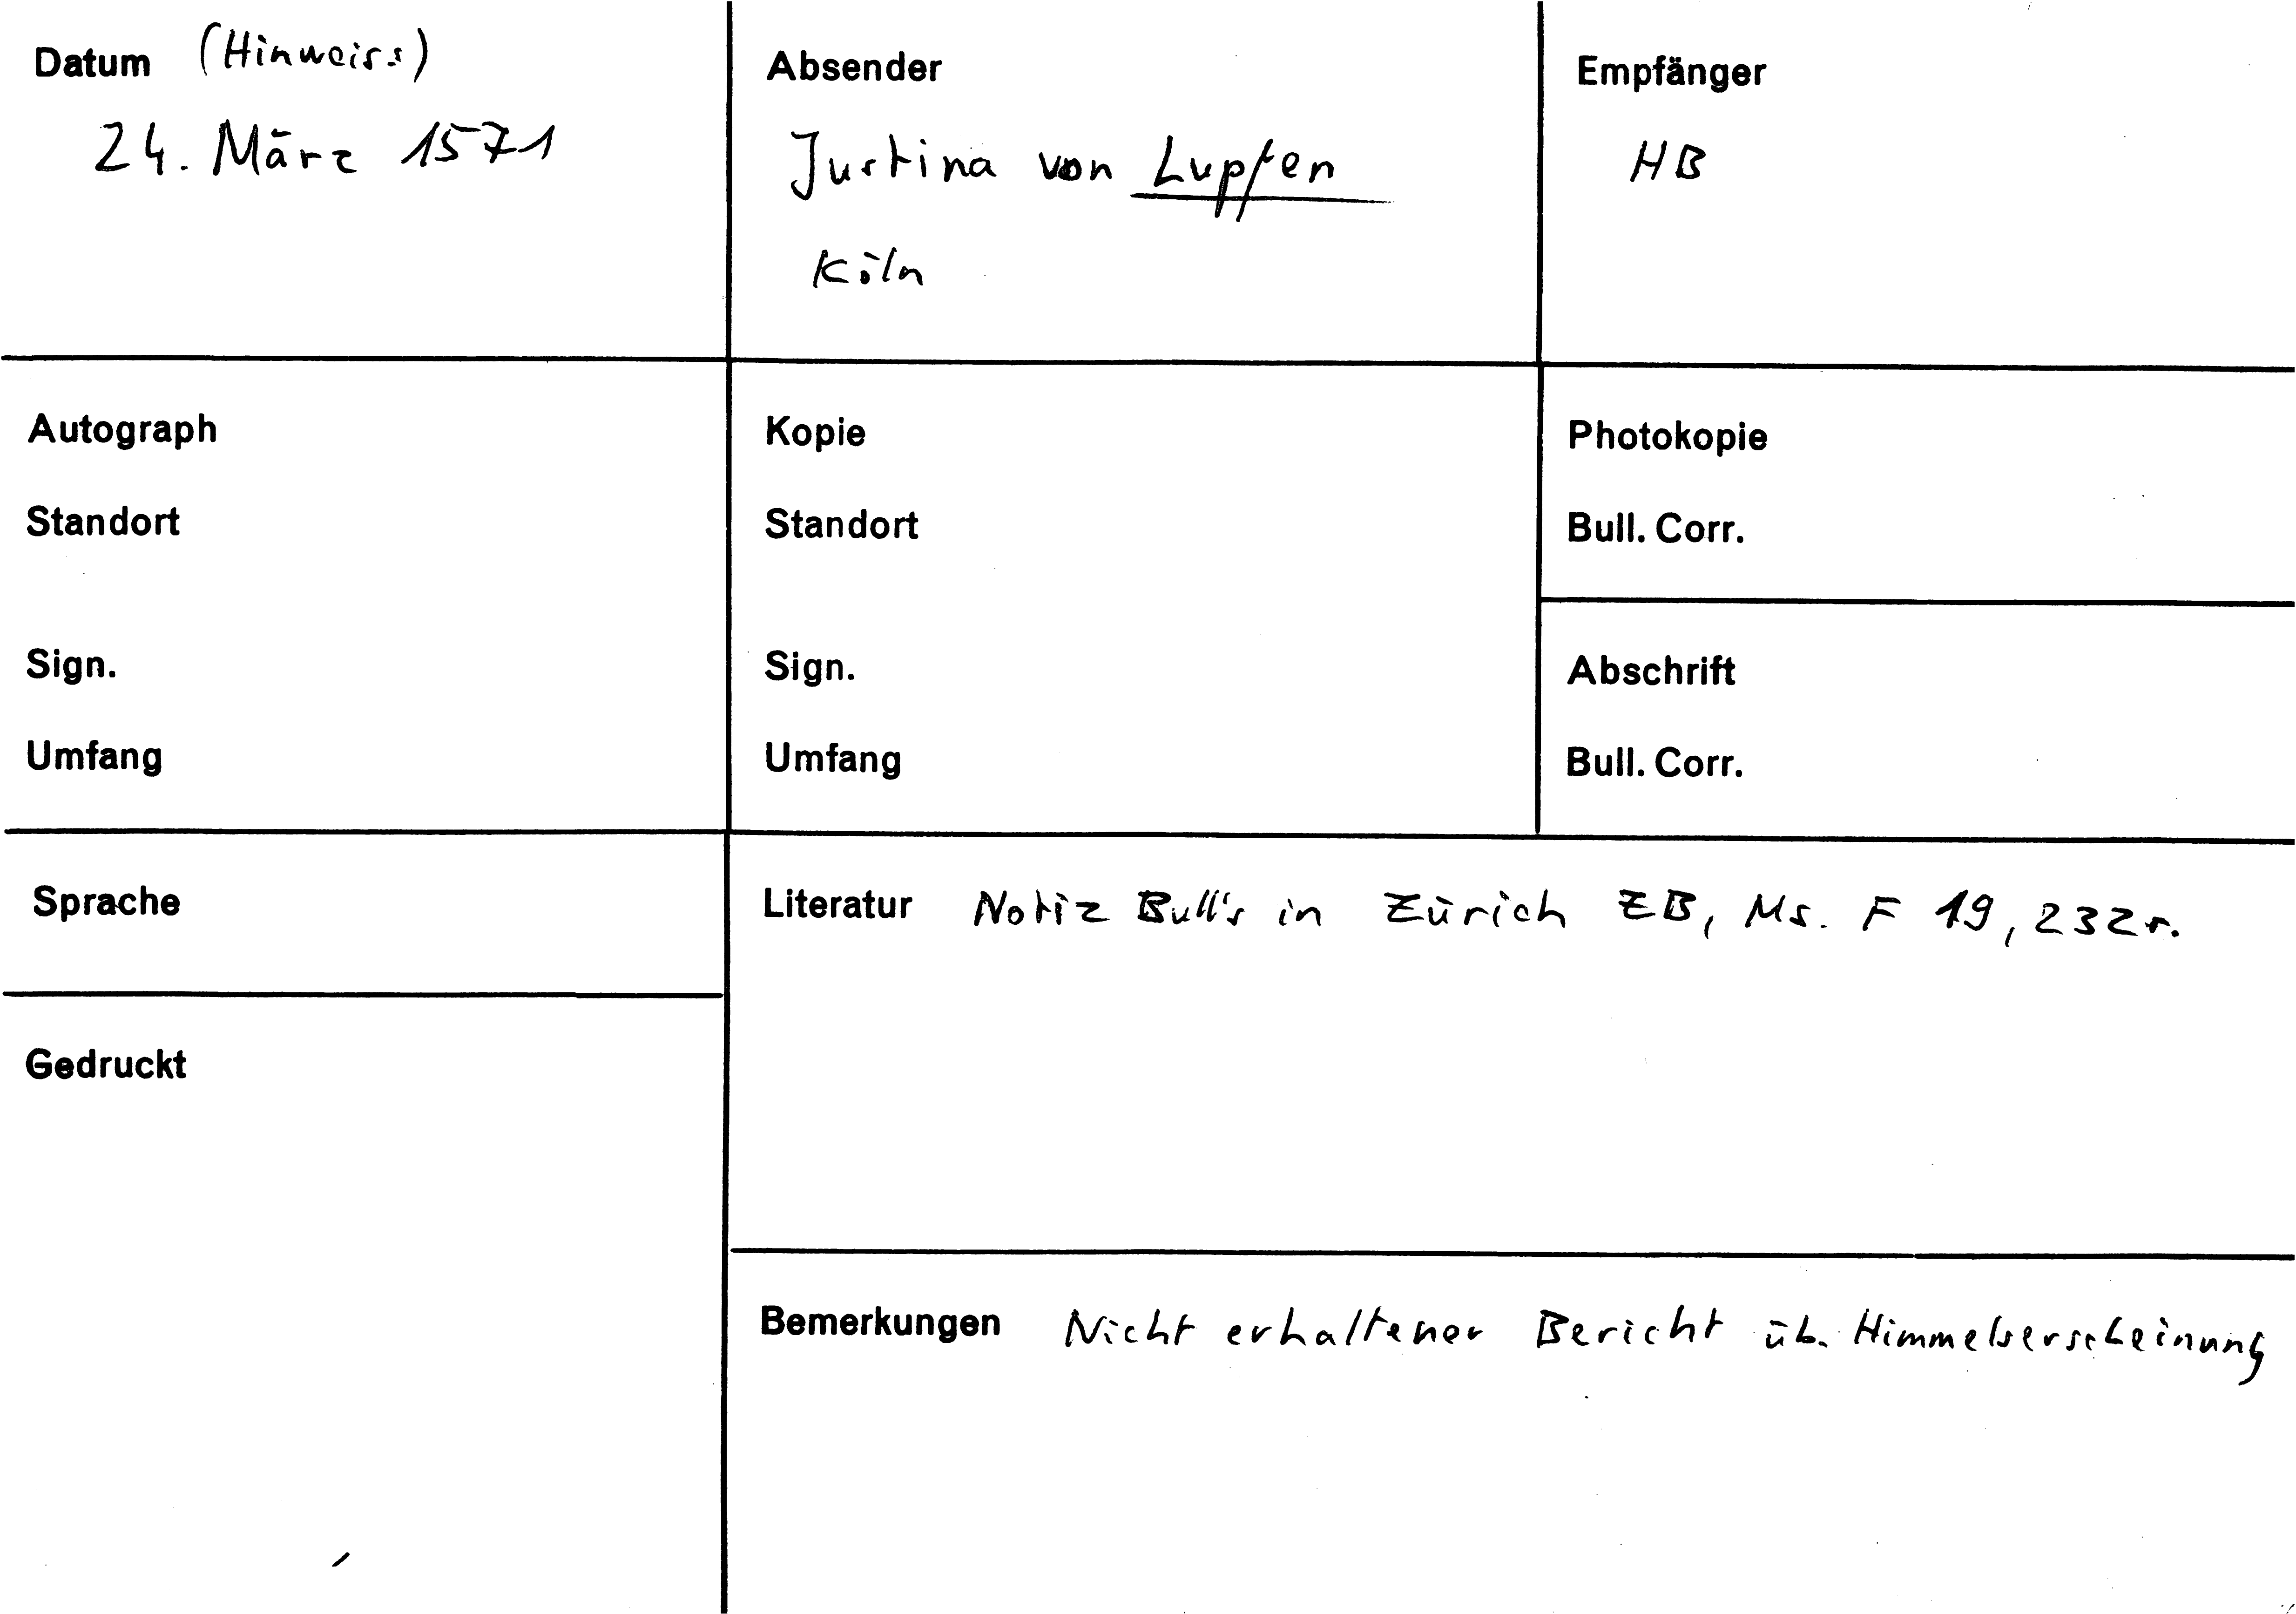 Datum (Hinweis:)
24. März 1571
Absender
Justina von Lupfen
Köln
Empfänger
HB
Autograph
Standort
Sign.
Umfang
Kopie
Standort
Sign.
Umfang
Photokopie
Bull. Corr.
Abschrift
Bull. Corr.
Sprache
Gedruckt
Literatur Notiz Bull's in Zürich ZB, Ms. F 19, 232r.
Bemerkungen Nicht erhaltener Bericht üb. Himmelserscheinung